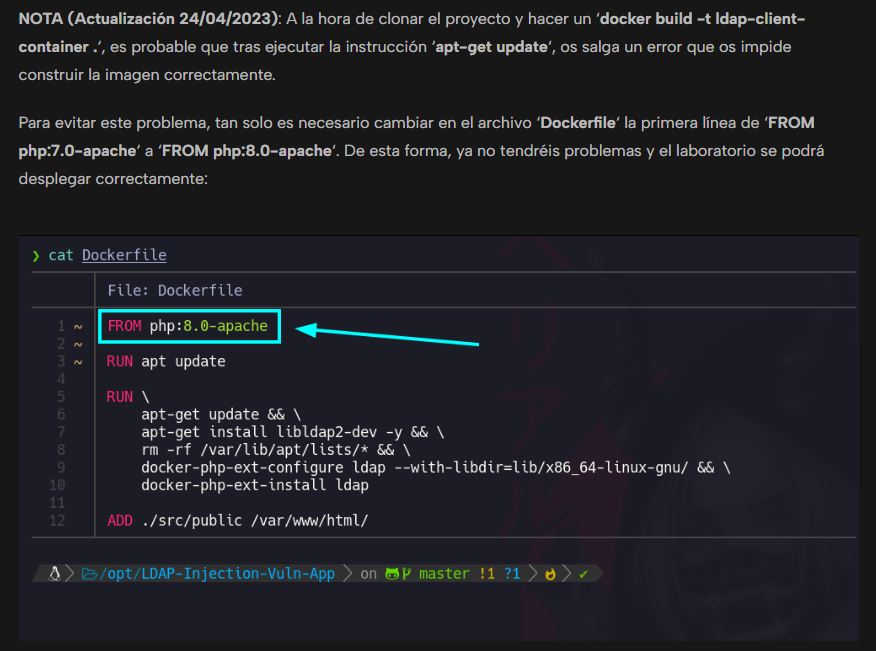 NOTA (Actualización 24/04/2023): A la hora de clonar el proyecto y hacer un ‘docker build -t ldap-client-
container .‘, es probable que tras ejecutar la instrucción ‘apt-get update‘, os salga un error que os impide
construir la imagen correctamente.
Para evitar este problema, tan solo es necesario cambiar en el archivo ‘Dockerfile‘ la primera línea de ‘FROM
php:7.0-apache‘ a ‘FROM php:8.0-apache‘. De esta forma, ya no tendréis problemas y el laboratorio se podrá
desplegar correctamente:
❯ cat Dockerfile
File: Dockerfile
1 ~ FROM php:8.0-apache
2 ~
3 ~ RUN apt update
4
5 RUN \
6 apt-get update && \
7 apt-get install libldap2-dev -y && \
8 rm -rf /var/lib/apt/lists/* && \
9 docker-php-ext-configure ldap --with-libdir=lib/x86_64-linux-gnu/ && \
10 docker-php-ext-install ldap
11
12 ADD ./src/public /var/www/html/
/opt/LDAP-Injection-Vuln-App on master !1 ?1 ✔